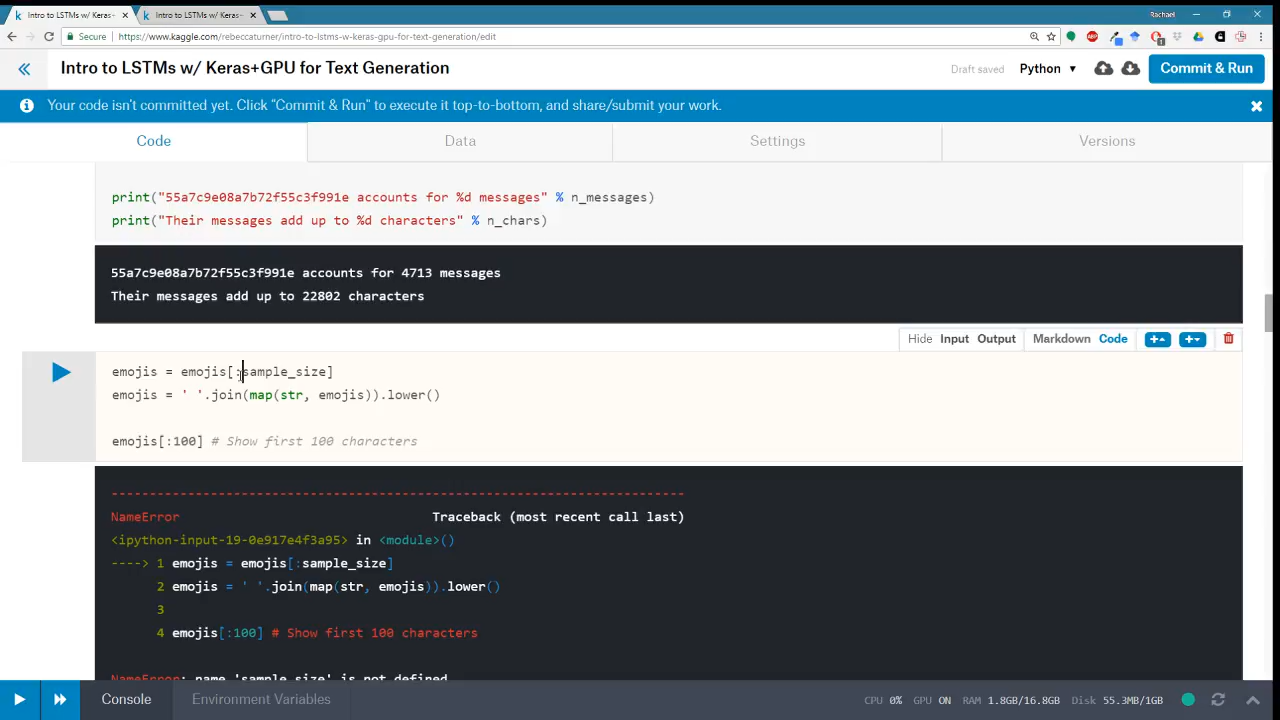 Intro to LSTMs w/ Keras+GPU
Intro to LSTMs w/ Keras+GPU
Rachael
Secure
https://www.kaggle.com/rebeccaturner/intro-to-lstms-w-keras-gpu-for-text-generation/edit
Intro to LSTMs w/ Keras+GPU for Text Generation
Draft saved
Python
Commit & Run
Your code isn't committed yet. Click "Commit & Run" to execute it top-to-bottom, and share/submit your work.
Code
Data
Settings
Versions
print("55a7c9e08a7b72f55c3f991e accounts for %d messages" % n_messages)
print("Their messages add up to %d characters" % n_chars)
55a7c9e08a7b72f55c3f991e accounts for 4713 messages
Their messages add up to 22802 characters
Hide Input Output Markdown Code
emojis = emojis[:sample_size]
emojis = ' '.join(map(str, emojis)).lower()
emojis[:100] # Show first 100 characters
---------------------------------------------------------------------------
NameError Traceback (most recent call last)
<ipython-input-19-0e917e4f3a95> in <module>()
----> 1 emojis = emojis[:sample_size]
2 emojis = ' '.join(map(str, emojis)).lower()
3
4 emojis[:100] # Show first 100 characters
NameError: name 'sample_size' is not defined
Console
Environment Variables
CPU 0% GPU ON RAM 1.8GB/16.8GB Disk 55.3MB/1GB